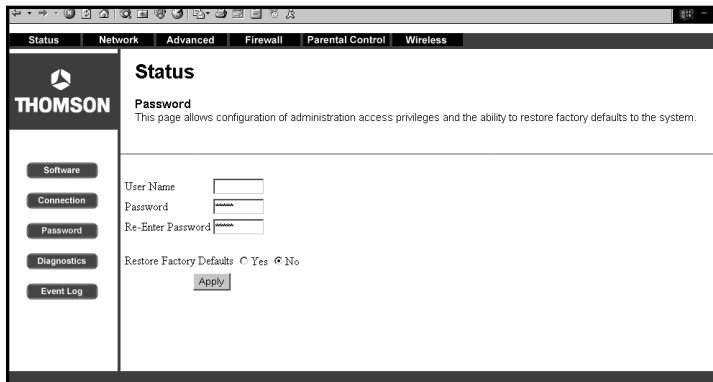 Status Network Advanced Firewall Parental Control Wireless
THOMSON
Status
Password
This page allows configuration of administration access privileges and the ability to restore factory defaults to the system.
Software
Connection
Password
Diagnostics
Event Log
User Name
Password *****
Re-Enter Password *****
Restore Factory Defaults Yes No
Apply